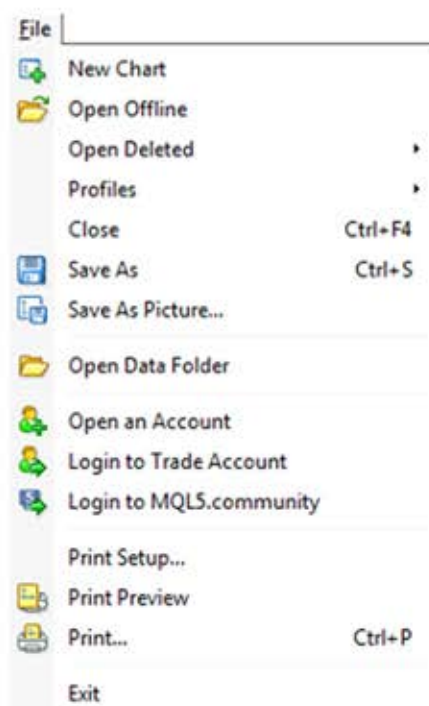 File
New Chart
Open Offline
Open Deleted
Profiles
Close Ctrl+F4
Save As Ctrl+S
Save As Picture...
Open Data Folder
Open an Account
Login to Trade Account
Login to MQL5.community
Print Setup...
Print Preview
Print... Ctrl+P
Exit